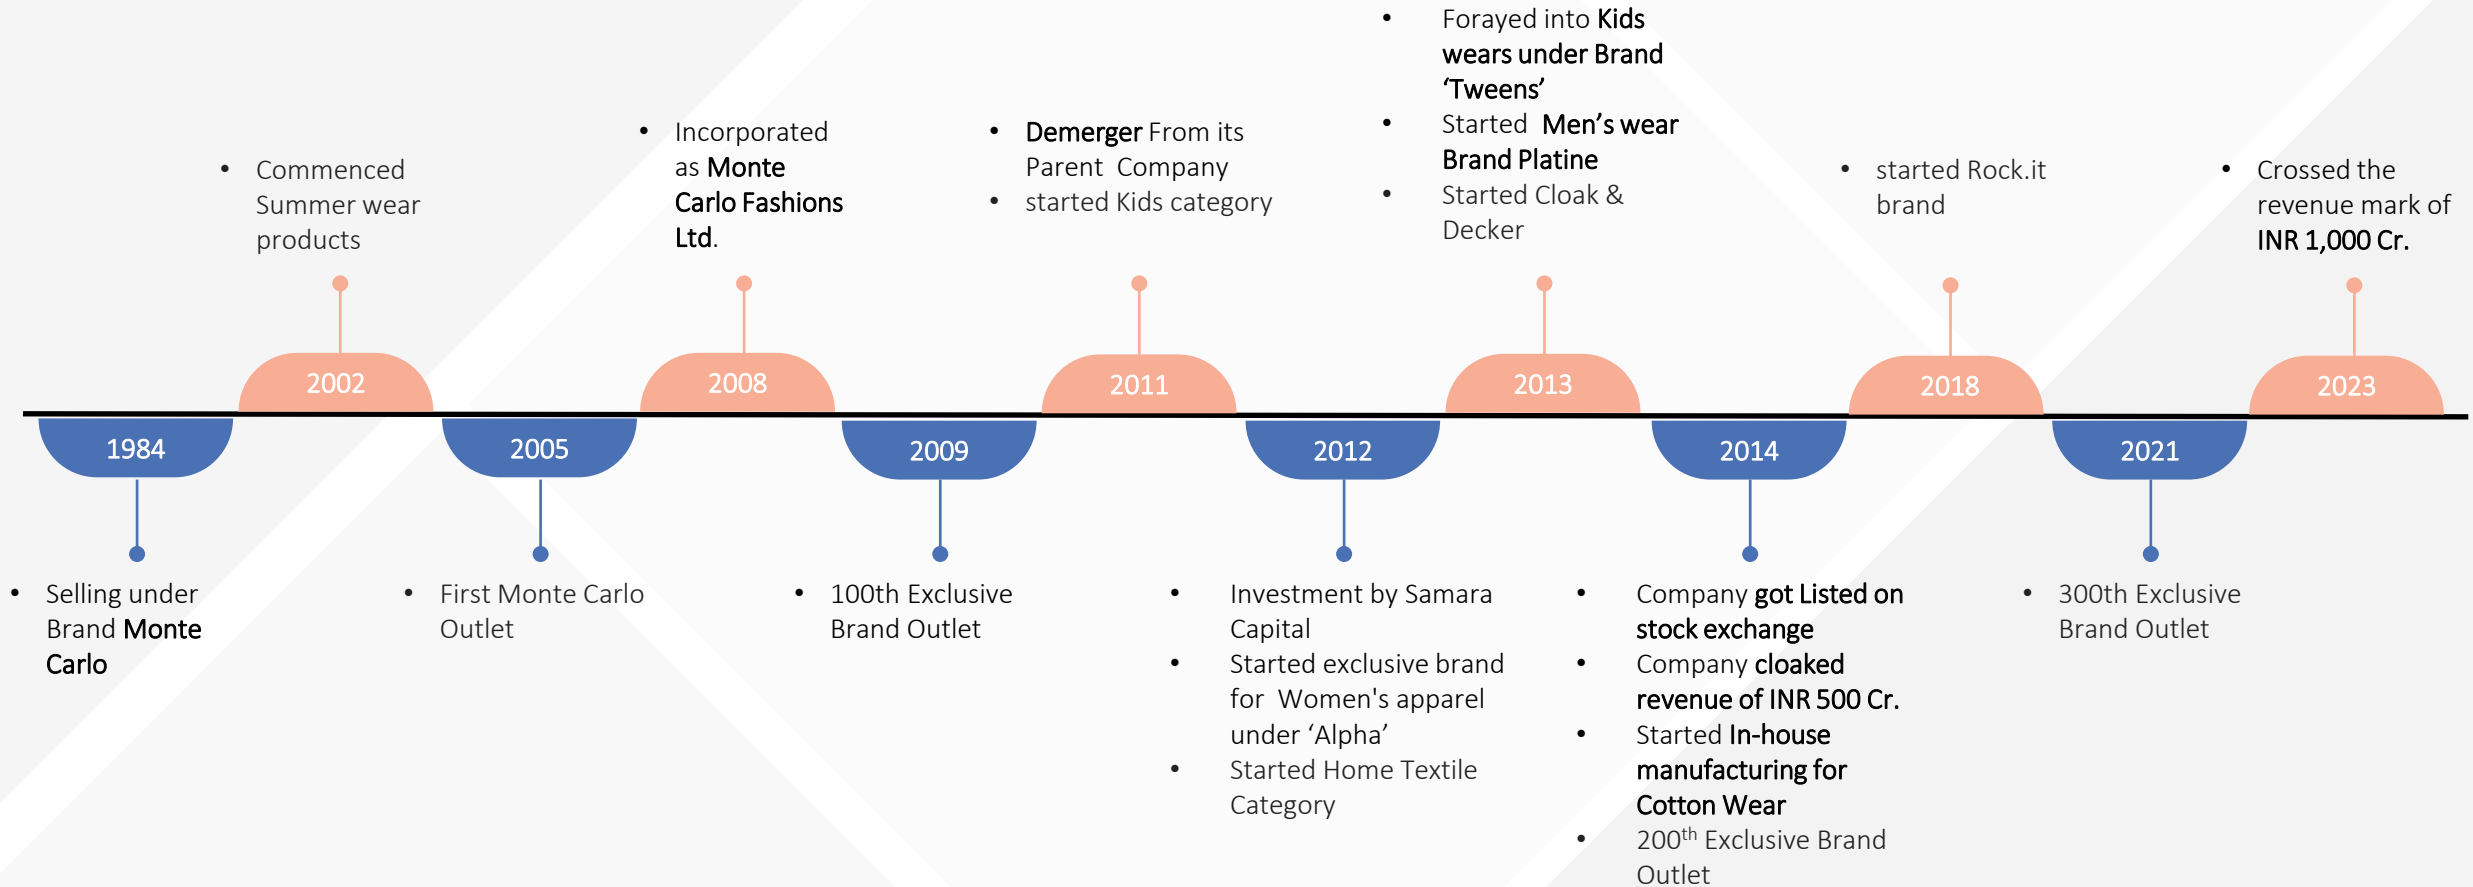 • Forayed into Kids
wears under Brand
‘Tweens’
• Started Men’s wear
Brand Platine
• Started Cloak &
Decker
• Incorporated
as Monte
Carlo Fashions
Ltd.
• Demerger From its
Parent Company
• started Kids category
• Commenced
Summer wear
products
• started Rock.it
brand
• Crossed the
revenue mark of
INR 1,000 Cr.
2002
2008
2011
2013
2018
2023
1984
2005
2009
2012
2014
2021
• Selling under
Brand Monte
Carlo
• First Monte Carlo
Outlet
• 100th Exclusive
Brand Outlet
• Investment by Samara
Capital
• Started exclusive brand
for Women's apparel
under ‘Alpha’
• Started Home Textile
Category
• Company got Listed on
stock exchange
• Company cloaked
revenue of INR 500 Cr.
• Started In-house
manufacturing for
Cotton Wear
• 200th Exclusive Brand
Outlet
• 300th Exclusive
Brand Outlet